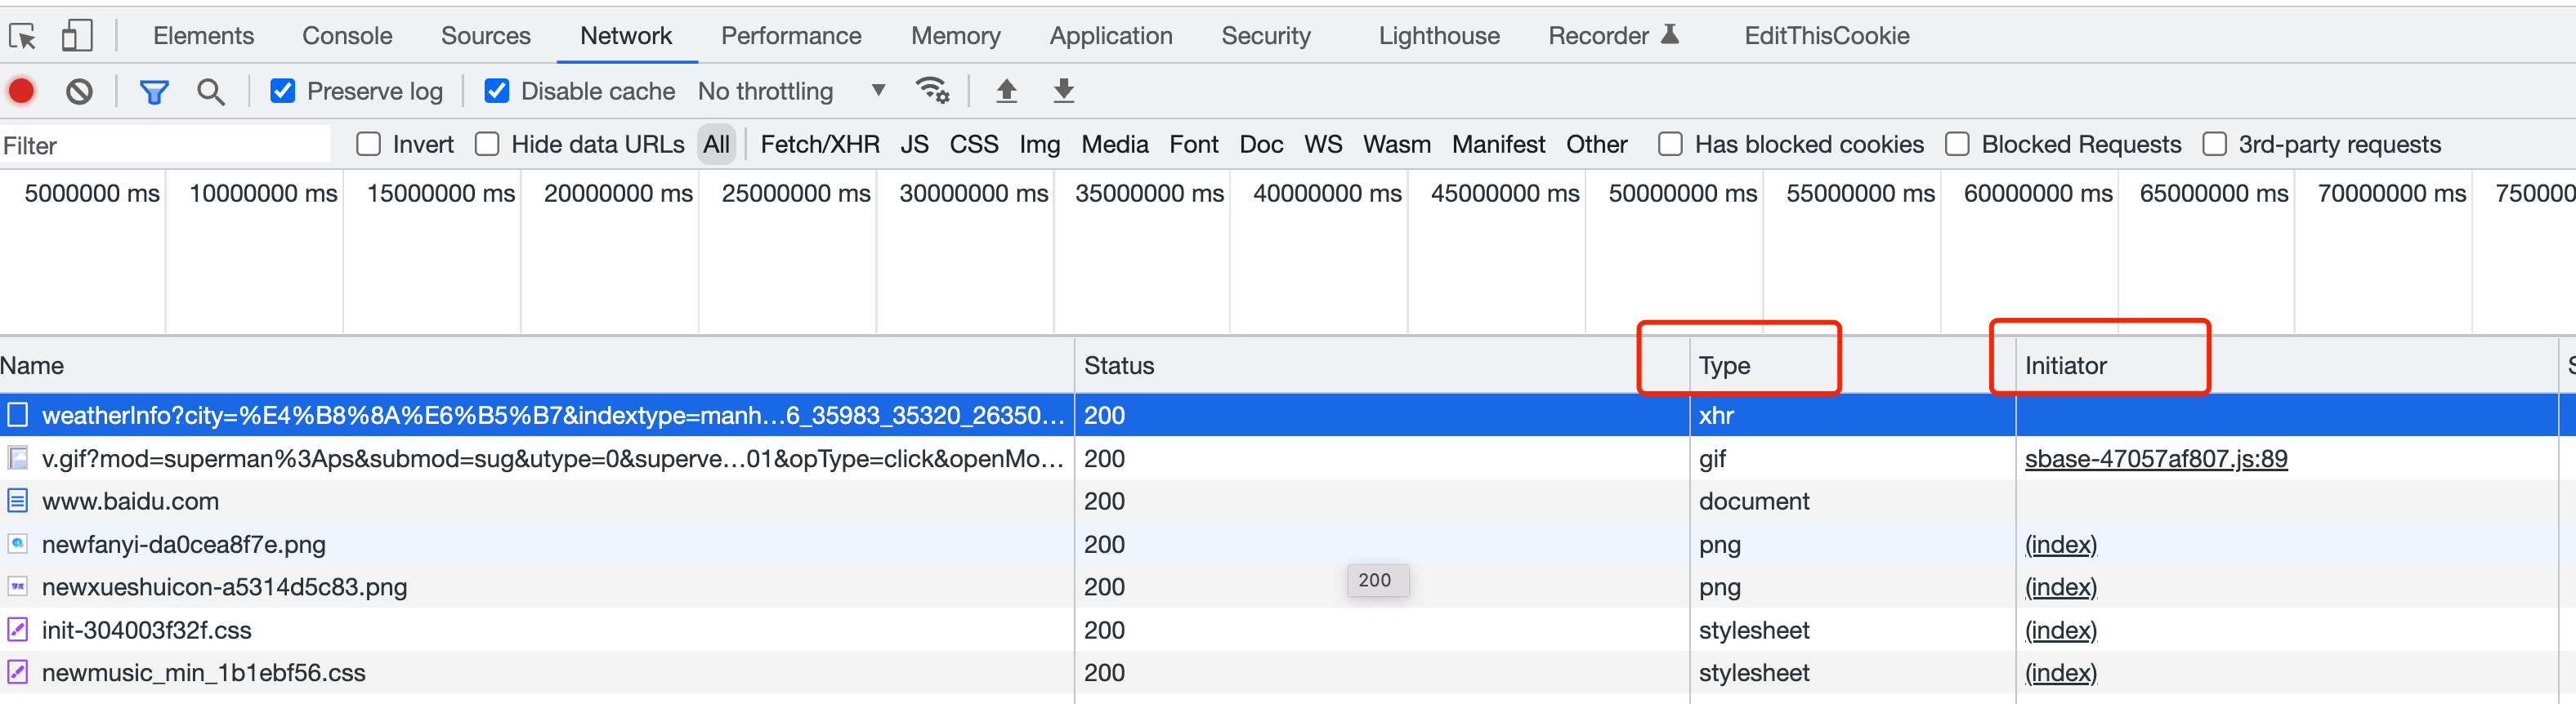 Elements Console Sources Network Performance Memory Application Security Lighthouse Recorder EditThisCookie
Preserve log Disable cache No throttling
Filter Invert Hide data URLs All Fetch/XHR JS CSS Img Media Font Doc WS Wasm Manifest Other Has blocked cookies Blocked Requests 3rd-party requests
5000000 ms 10000000 ms 15000000 ms 20000000 ms 25000000 ms 30000000 ms 35000000 ms 40000000 ms 45000000 ms 50000000 ms 55000000 ms 60000000 ms 65000000 ms 70000000 ms 750000
Name Status Type Initiator
weatherInfo?city=%E4%B8%8A%E6%B5%B7&indextype=manh…6_35983_35320_26350… 200 xhr
v.gif?mod=superman%3Aps&submod=sug&utype=0&superve…01&opType=click&openMo… 200 gif sbase-47057af807.js:89
www.baidu.com 200 document
newfanyi-da0cea8f7e.png 200 png (index)
newxueshuicon-a5314d5c83.png 200 png (index)
200
init-304003f32f.css 200 stylesheet (index)
newmusic_min_1b1ebf56.css 200 stylesheet (index)